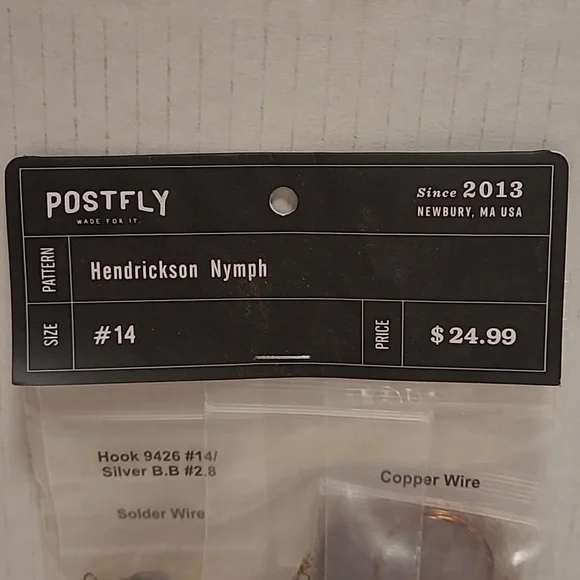 POSTFLY
WADE FOR IT.
Since 2013
NEWBURY, MA USA
PATTERN
Hendrickson Nymph
SIZE
#14
PRICE
$24.99
Hook 9426 #14/
Silver B.B #2.8
Solder Wire
Copper Wire